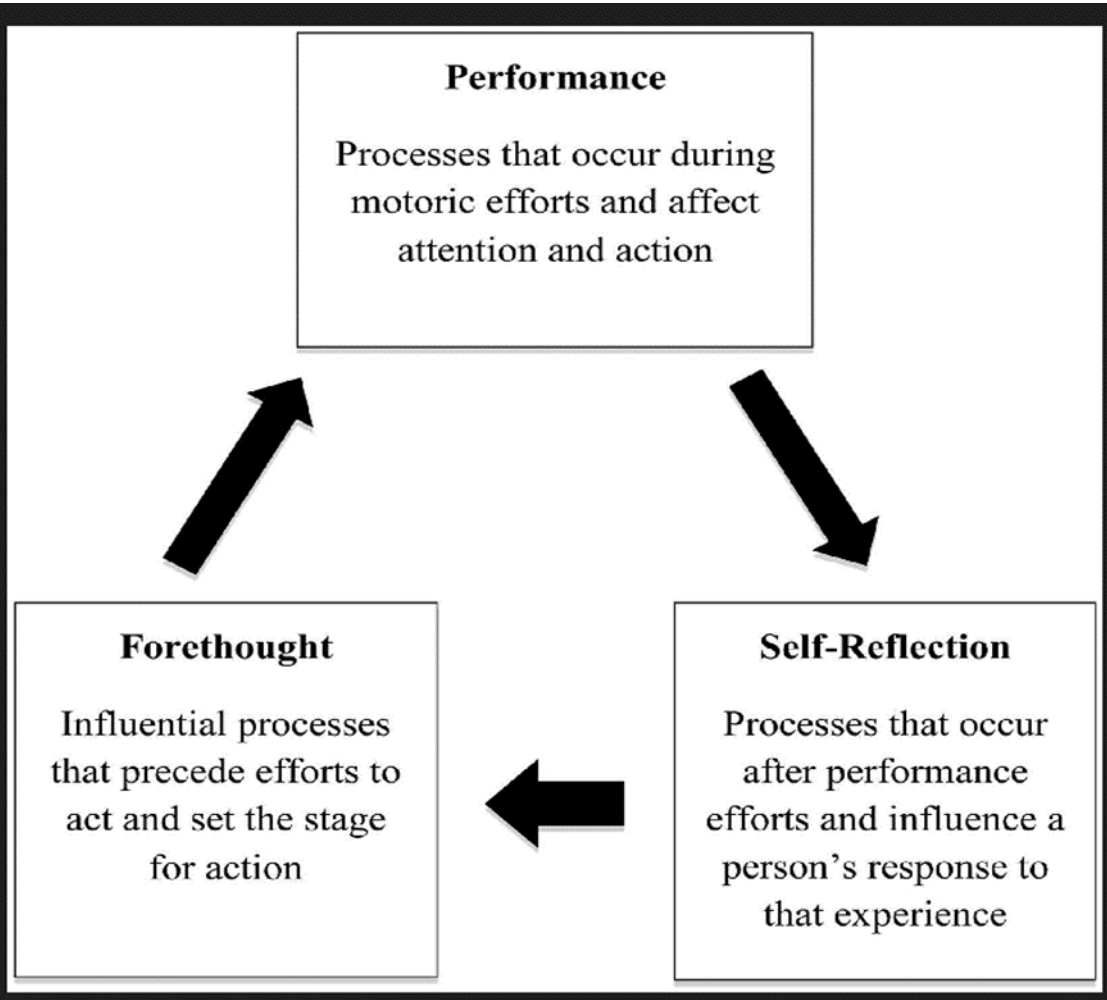 Performance
Processes that occur during
motoric efforts and affect
attention and action
Forethought
Influential processes
that precede efforts to
act and set the stage
for action
Self-Reflection
Processes that occur
after performance
efforts and influence a
person’s response to
that experience